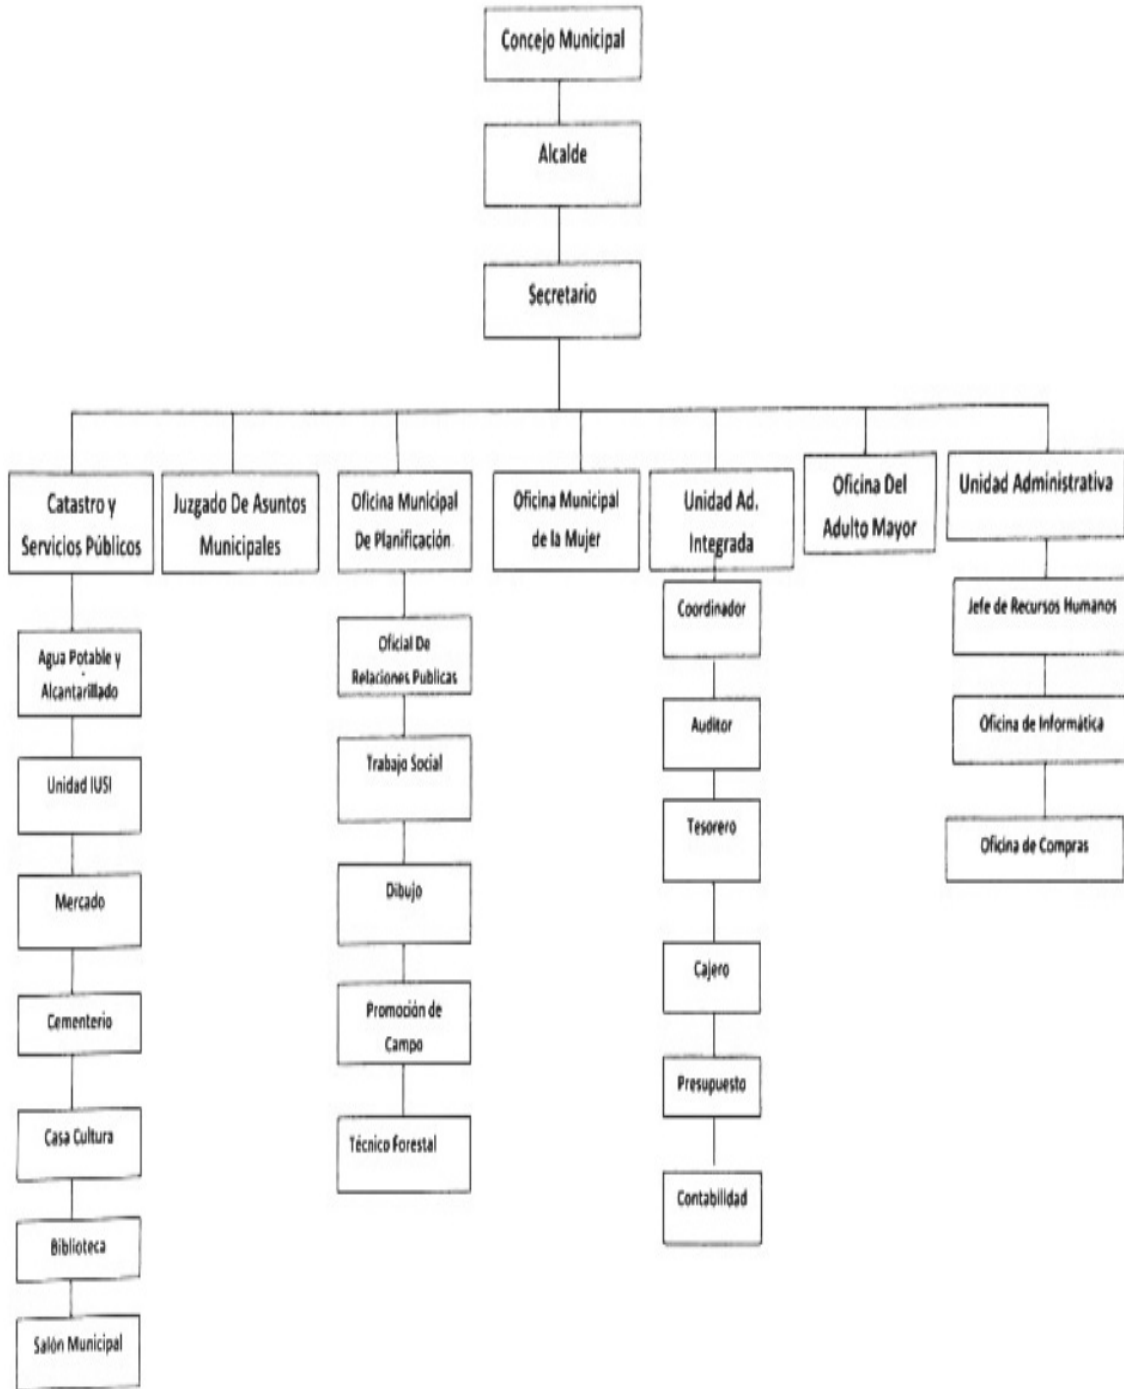 Concejo Municipal
Alcalde
Secretario
Catastro y
Servicios Públicos
Juzgado De Asuntos
Municipales
Oficina Municipal
De Planificación
Oficina Municipal
de la Mujer
Unidad Ad.
Integrada
Oficina Del
Adulto Mayor
Unidad Administrativa
Agua Potable y
Alcantarillado
Unidad IUSI
Mercado
Cementerio
Casa Cultura
Biblioteca
Salón Municipal
Oficial De
Relaciones Publicas
Trabajo Social
Dibujo
Promoción de
Campo
Técnico Forestal
Coordinador
Auditor
Tesorero
Cajero
Presupuesto
Contabilidad
Jefe de Recursos Humanos
Oficina de Informática
Oficina de Compras